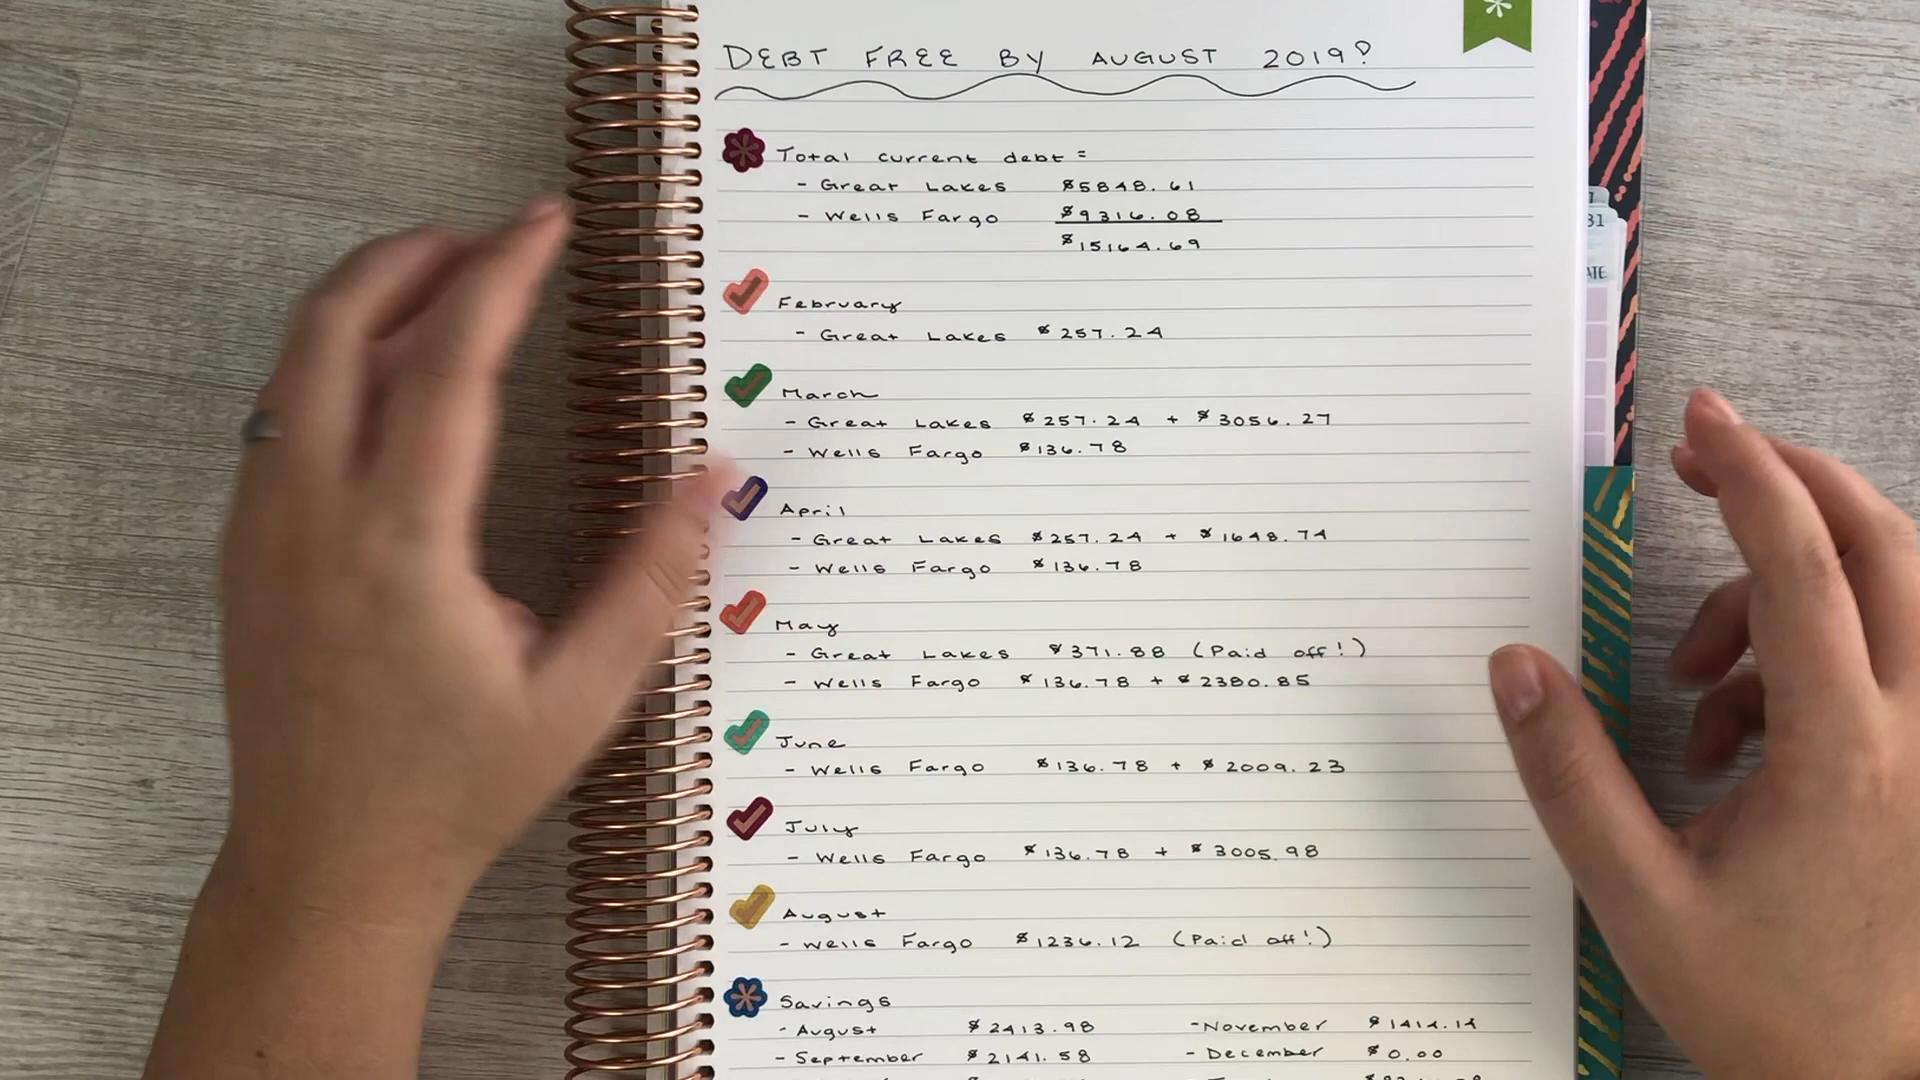 DEBT FREE BY AUGUST 2019?
Total current debt =
- Great Lakes $5848.61
- Wells Fargo $9316.08
$15164.69
February
- Great Lakes $257.24
March
- Great Lakes $257.24 + $3056.27
- Wells Fargo $136.78
April
- Great Lakes $257.24 + $1648.74
- Wells Fargo $136.78
May
- Great Lakes $371.88 (Paid off!)
- Wells Fargo $136.78 + $2380.85
June
- Wells Fargo $136.78 + $2009.23
July
- Wells Fargo $136.78 + $3005.98
August
- Wells Fargo $1236.12 (Paid off!)
Savings
- August $2413.98 - November $1414.14
- September $2141.58 - December $0.00
31